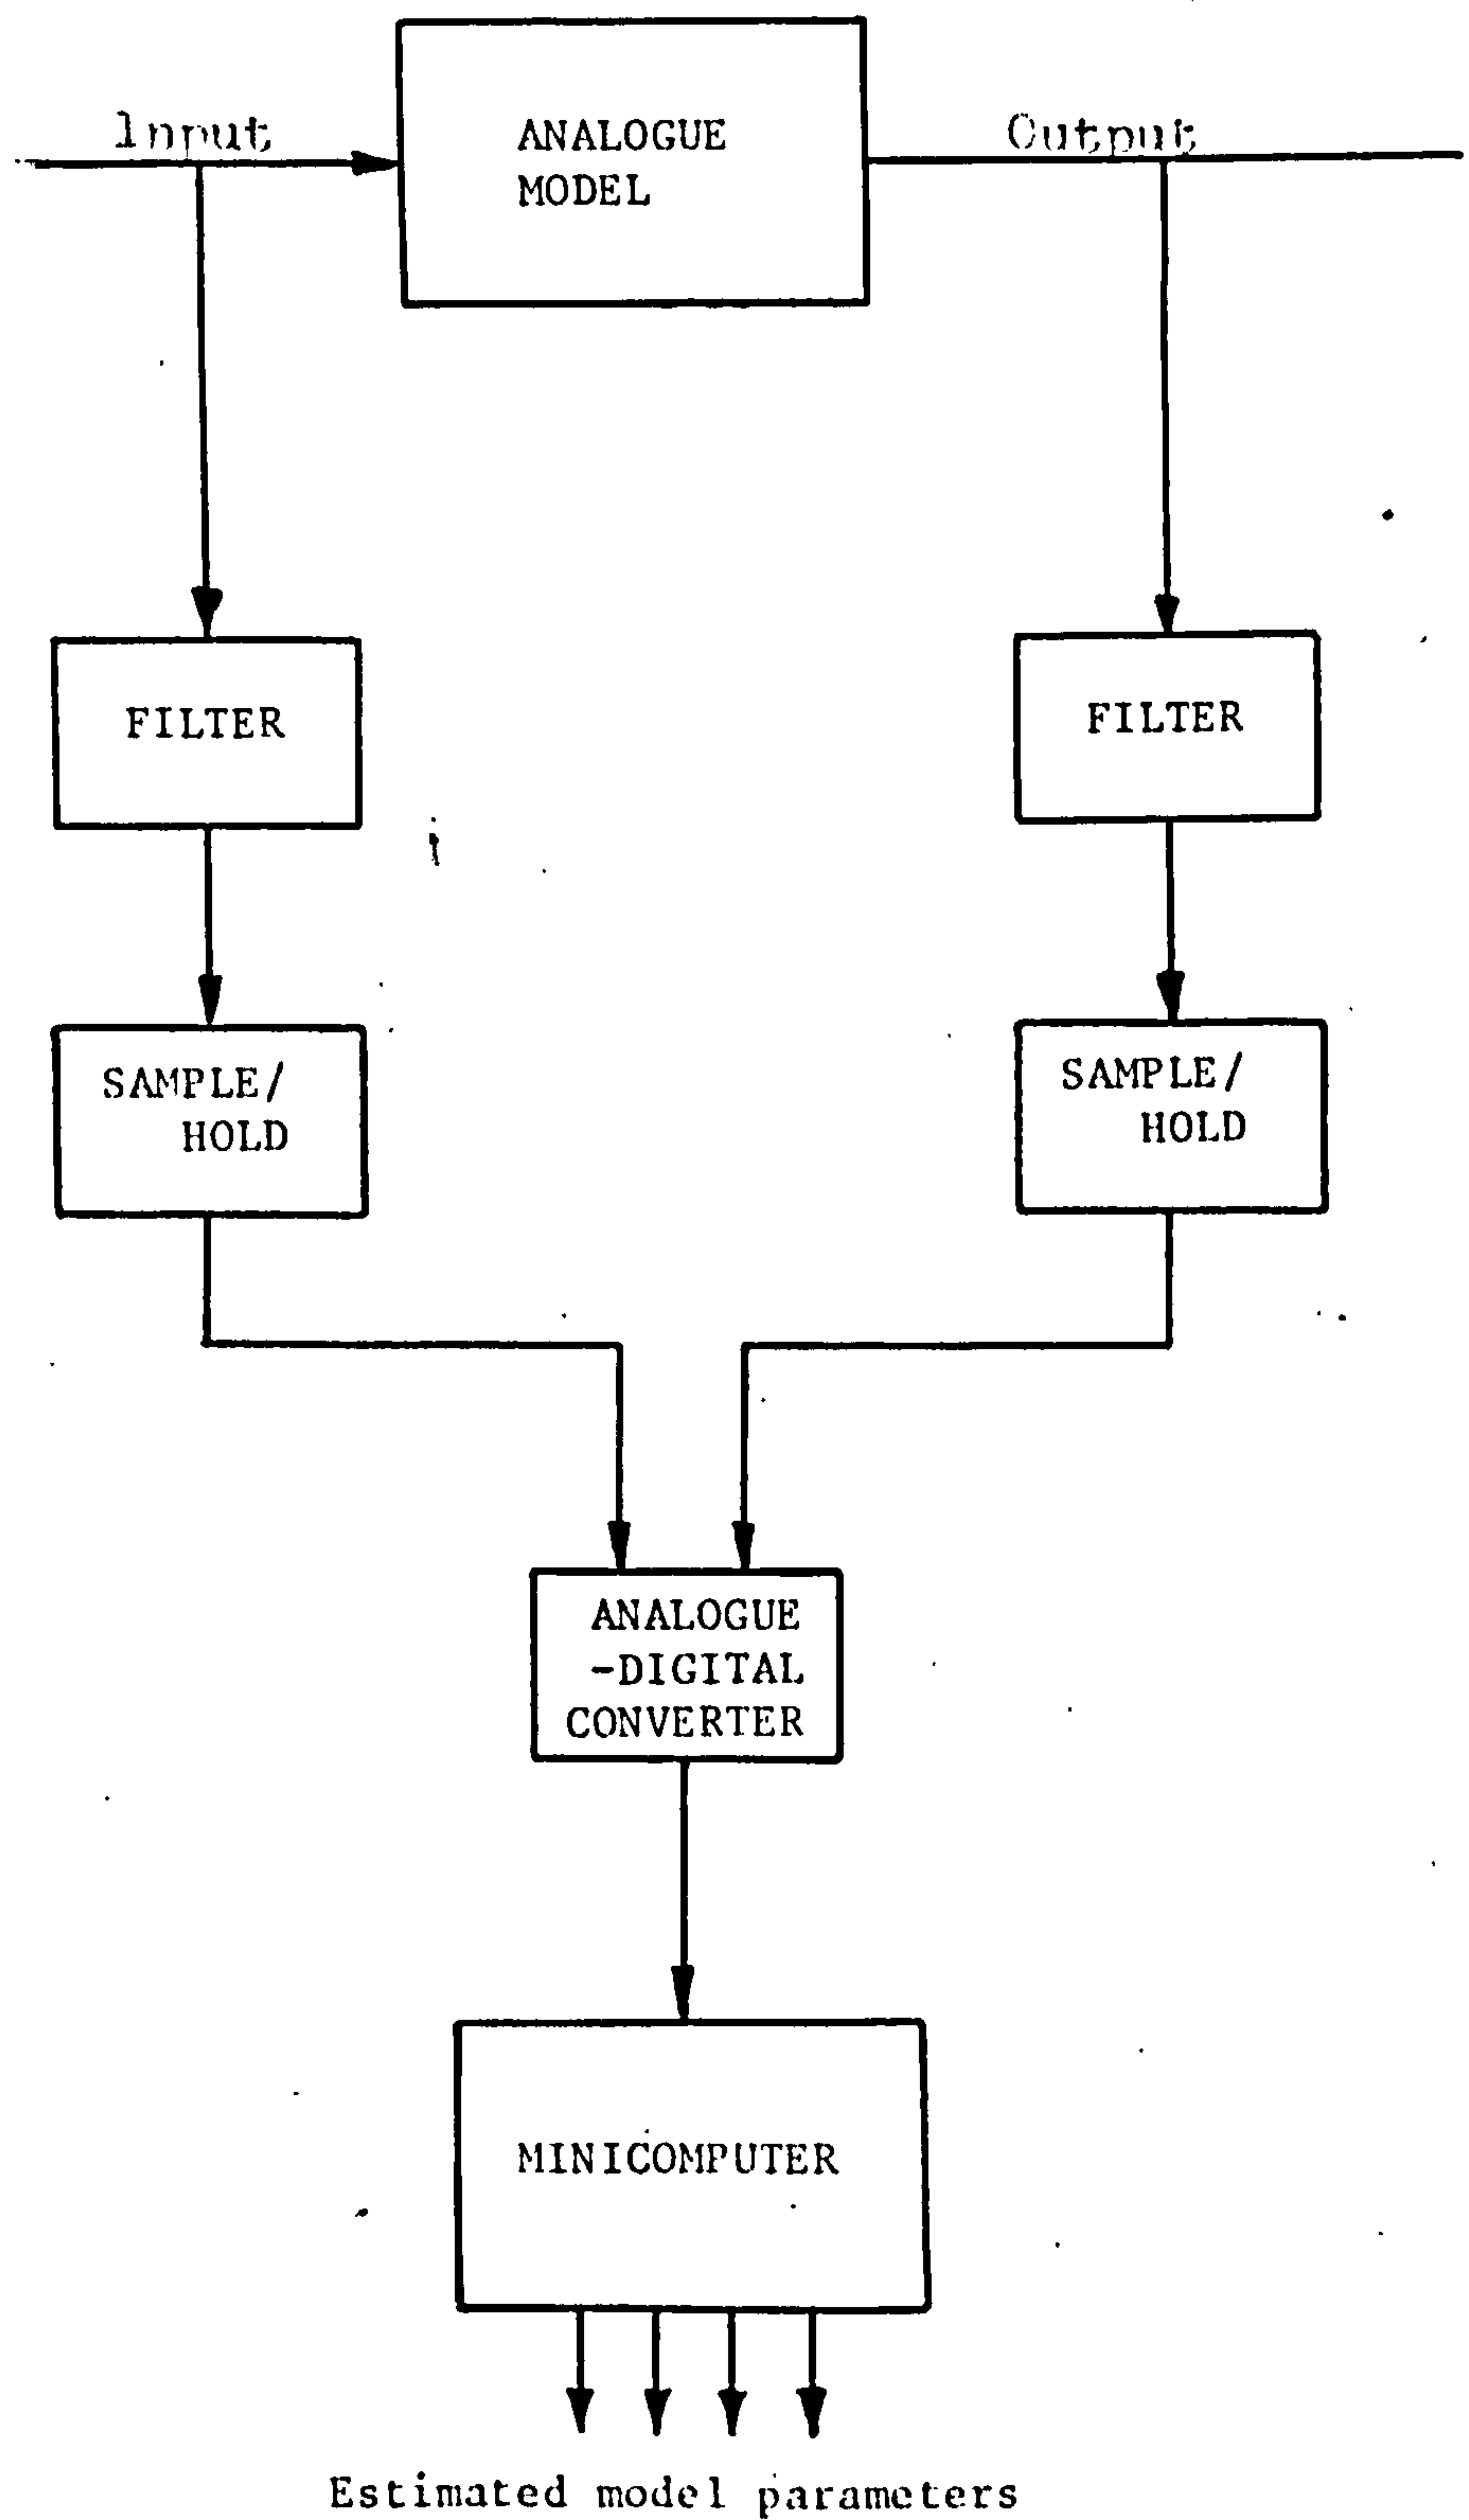 Input
ANALOGUE
MODEL
Output
FILTER
FILTER
SAMPLE/
HOLD
SAMPLE/
HOLD
ANALOGUE
-DIGITAL
CONVERTER
MINICOMPUTER
Estimated model parameters